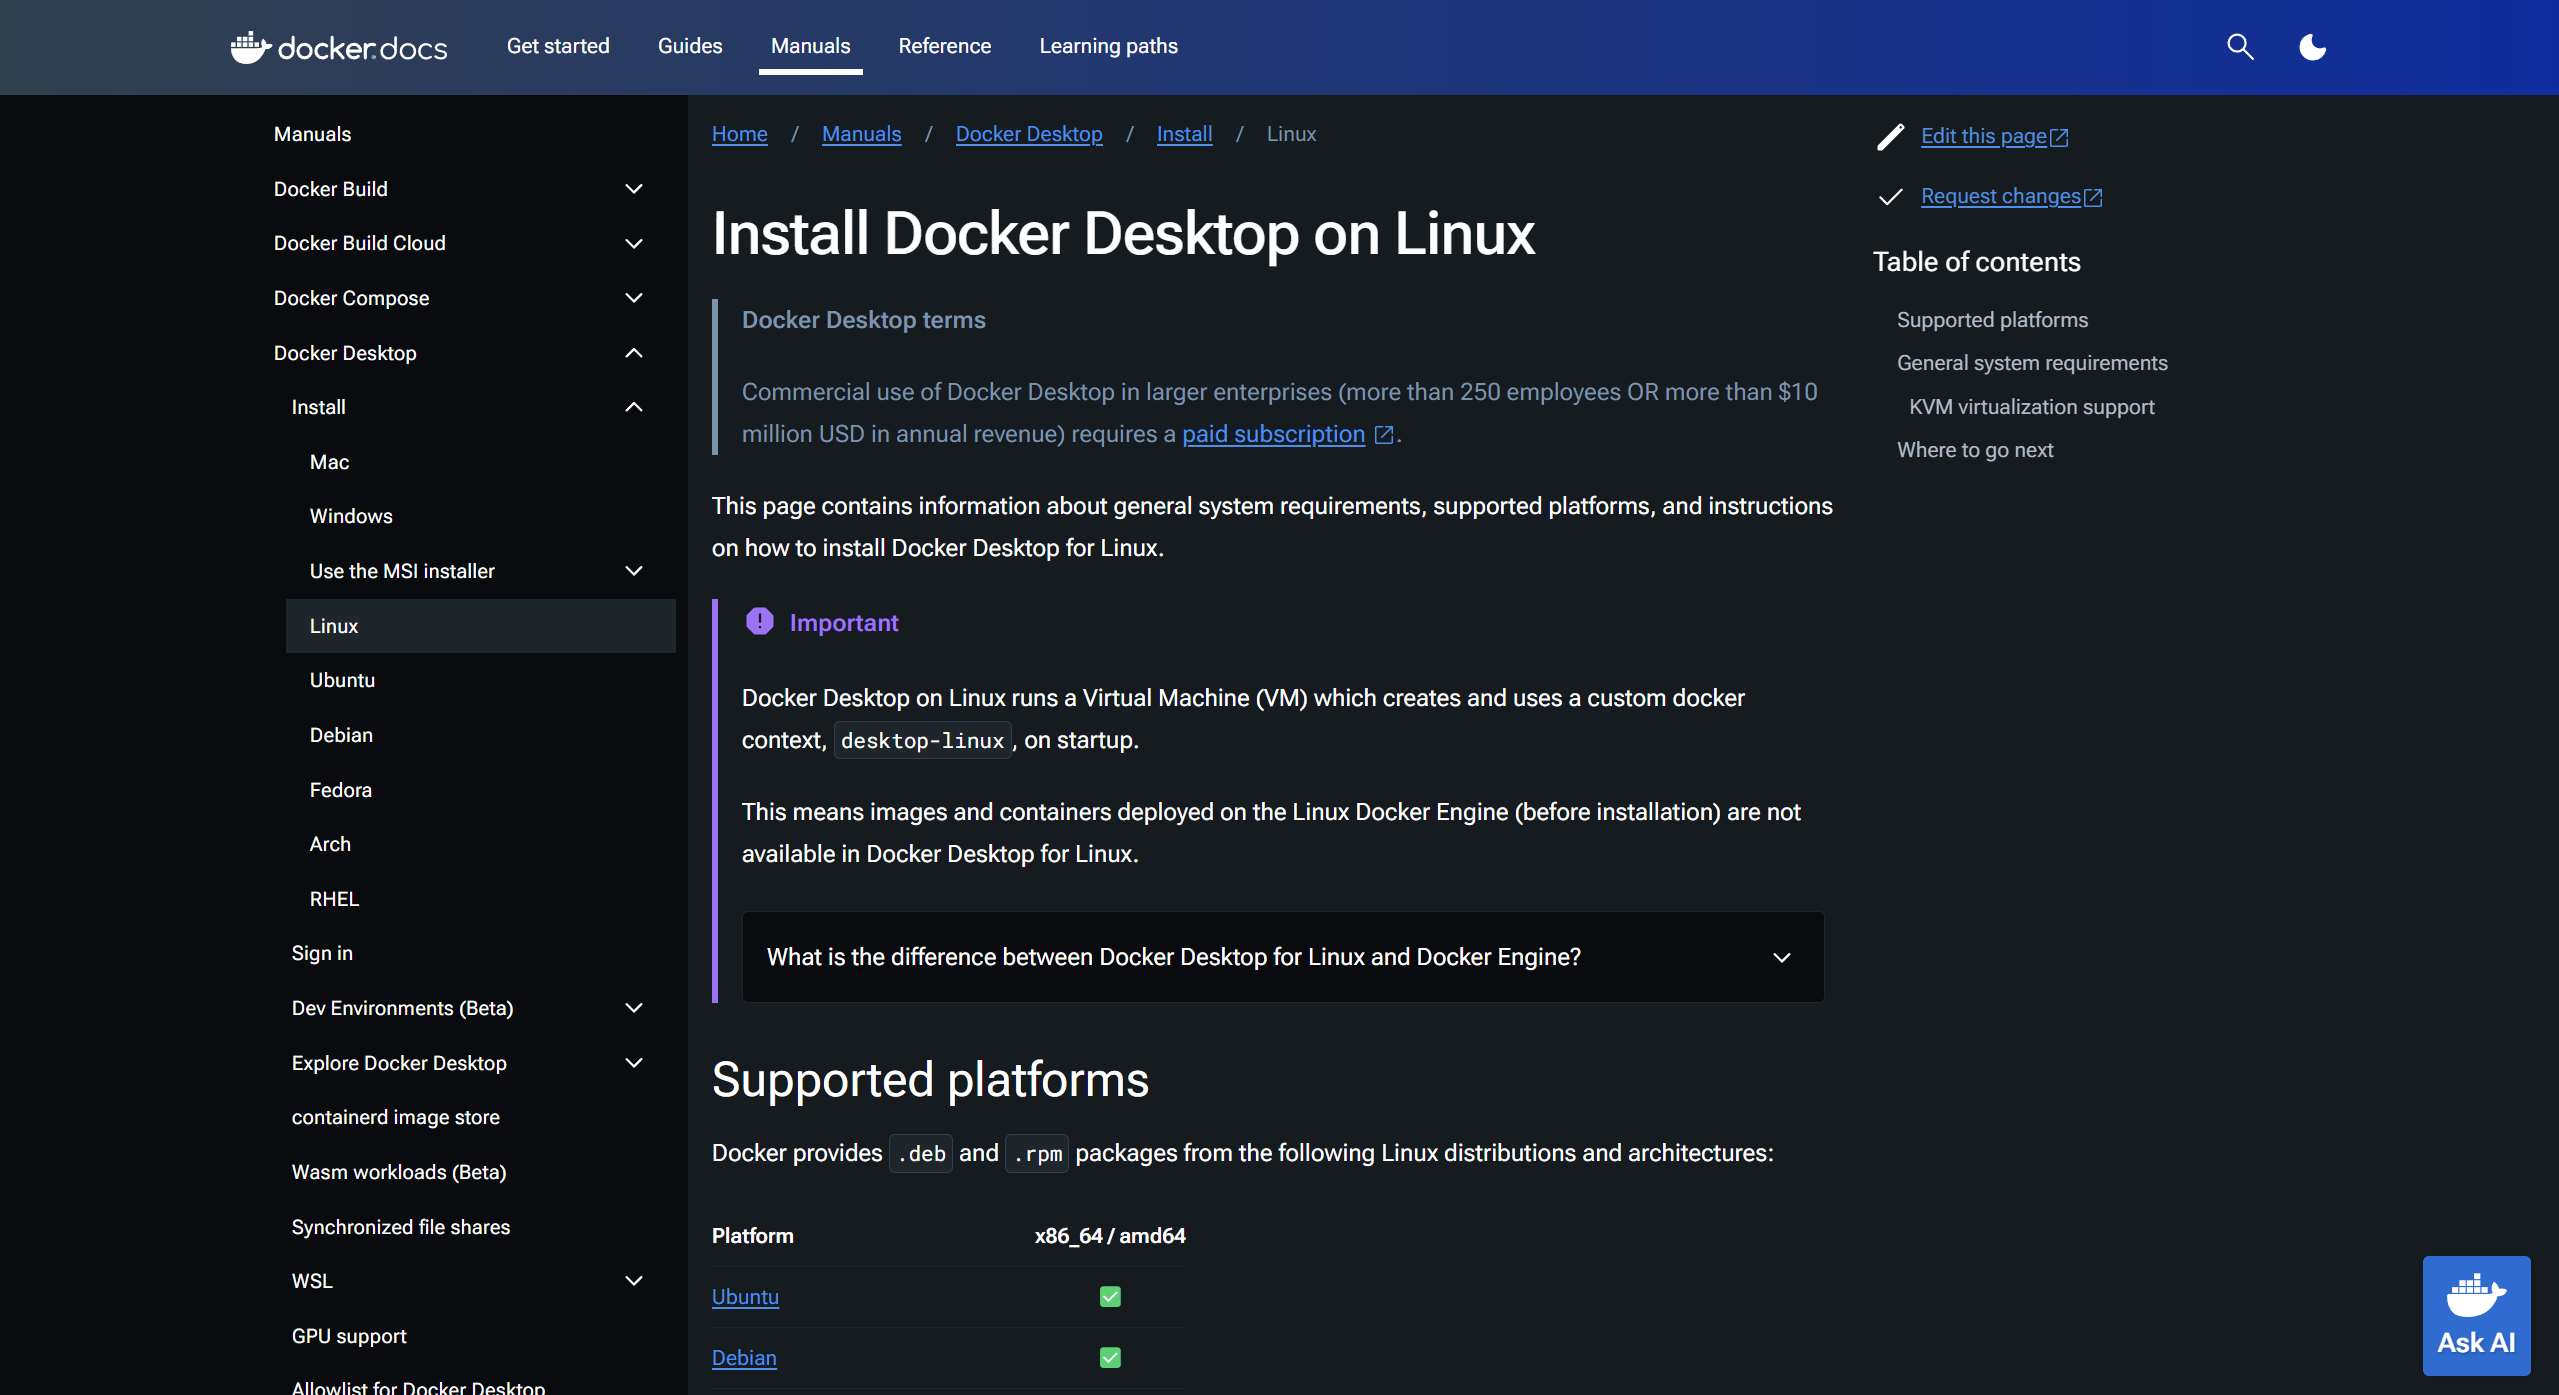 docker.docs
Get started
Guides
Manuals
Reference
Learning paths
Manuals
Docker Build
Docker Build Cloud
Docker Compose
Docker Desktop
Install
Mac
Windows
Use the MSI installer
Linux
Ubuntu
Debian
Fedora
Arch
RHEL
Sign in
Dev Environments (Beta)
Explore Docker Desktop
containerd image store
Wasm workloads (Beta)
Synchronized file shares
WSL
GPU support
Allowlist for Docker Desktop
Home / Manuals / Docker Desktop / Install / Linux
Install Docker Desktop on Linux
Docker Desktop terms
Commercial use of Docker Desktop in larger enterprises (more than 250 employees OR more than $10
million USD in annual revenue) requires a paid subscription.
This page contains information about general system requirements, supported platforms, and instructions
on how to install Docker Desktop for Linux.
Important
Docker Desktop on Linux runs a Virtual Machine (VM) which creates and uses a custom docker
context, desktop-linux, on startup.
This means images and containers deployed on the Linux Docker Engine (before installation) are not
available in Docker Desktop for Linux.
What is the difference between Docker Desktop for Linux and Docker Engine?
Supported platforms
Docker provides .deb and .rpm packages from the following Linux distributions and architectures:
Platform x86_64 / amd64
Ubuntu
Debian
Edit this page
Request changes
Table of contents
Supported platforms
General system requirements
KVM virtualization support
Where to go next
Ask AI